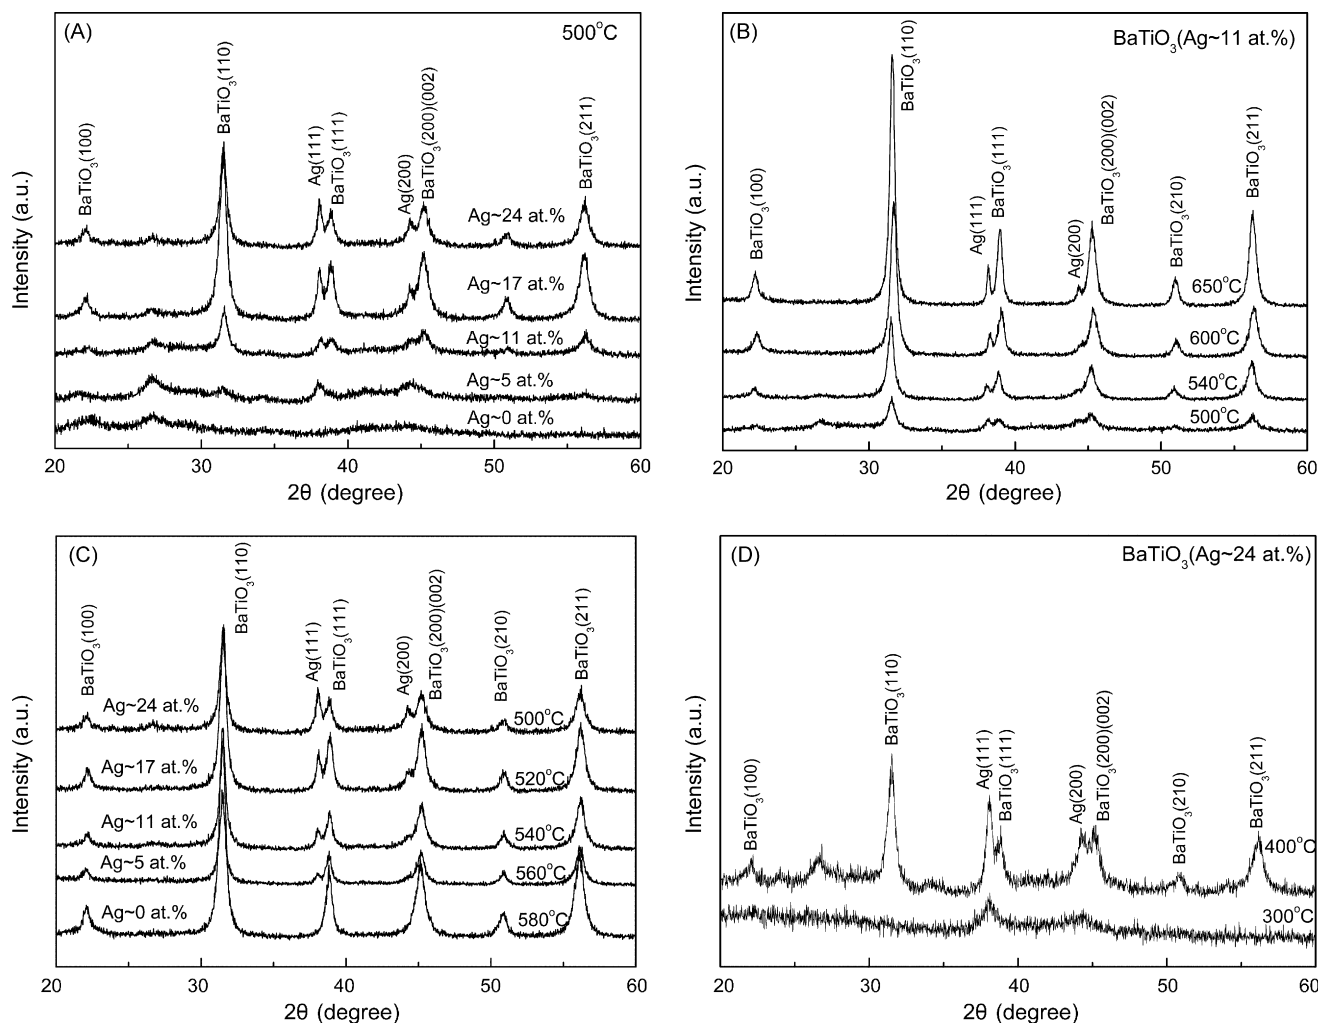 (A)
500°C
BaTiO₃(100)
BaTiO₃(110)
Ag(111)
BaTiO₃(111)
Ag(200)
BaTiO₃(200)(002)
BaTiO₃(211)
Ag~24 at.%
Ag~17 at.%
Ag~11 at.%
Ag~5 at.%
Ag~0 at.%
Intensity (a.u.)
20 30 40 50 60
2θ (degree)
(B)
BaTiO₃(Ag~11 at.%)
BaTiO₃(100)
BaTiO₃(110)
Ag(111)
BaTiO₃(111)
Ag(200)
BaTiO₃(200)(002)
BaTiO₃(210)
BaTiO₃(211)
650°C
600°C
540°C
500°C
Intensity (a.u.)
20 30 40 50 60
2θ (degree)
(C)
BaTiO₃(100)
BaTiO₃(110)
Ag(111)
BaTiO₃(111)
Ag(200)
BaTiO₃(200)(002)
BaTiO₃(210)
BaTiO₃(211)
Ag~24 at.% 500°C
Ag~17 at.% 520°C
Ag~11 at.% 540°C
Ag~5 at.% 560°C
Ag~0 at.% 580°C
Intensity (a.u.)
20 30 40 50 60
2θ (degree)
(D)
BaTiO₃(Ag~24 at.%)
BaTiO₃(100)
BaTiO₃(110)
Ag(111)
BaTiO₃(111)
Ag(200)
BaTiO₃(200)(002)
BaTiO₃(210)
BaTiO₃(211)
400°C
300°C
Intensity (a.u.)
20 30 40 50 60
2θ (degree)